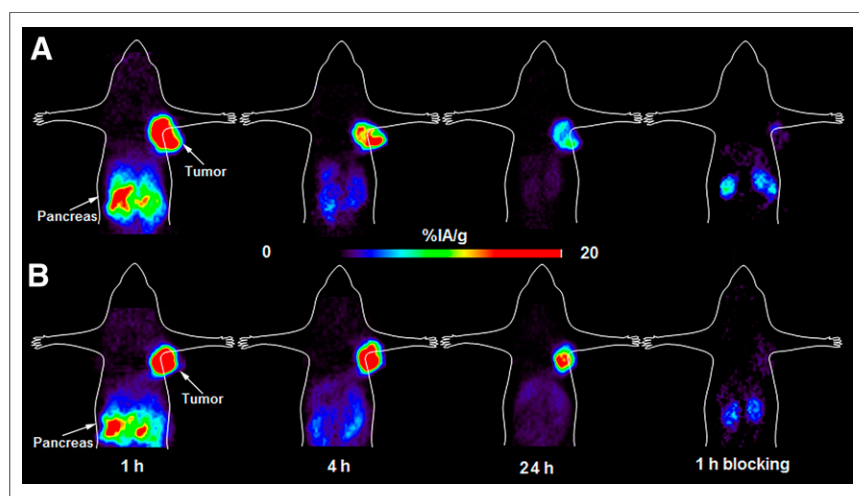 A
Tumor
Pancreas
%IA/g
0 20
B
Tumor
Pancreas
1 h 4 h 24 h 1 h blocking